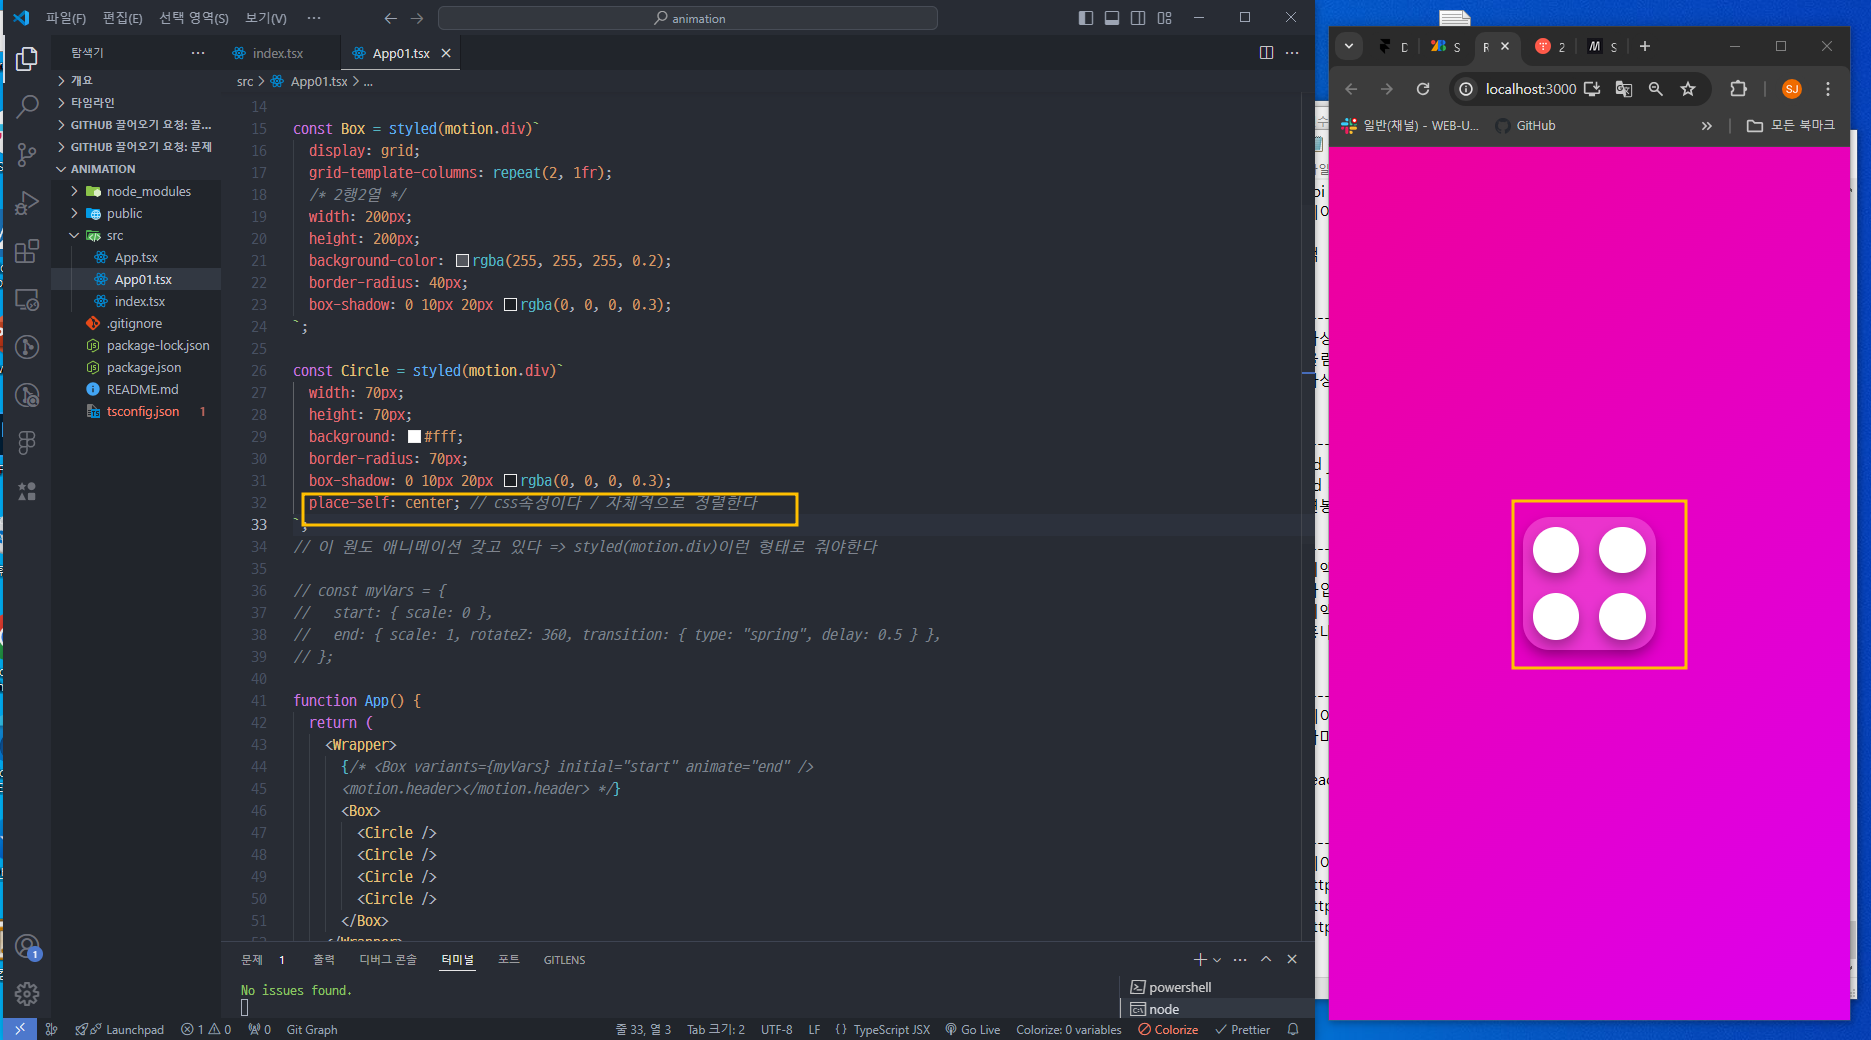 파일(F) 편집(E) 선택 영역(S) 보기(V) ··· animation
탐색기 ···
개요
타임라인
GITHUB 끌어오기 요청: 끌...
GITHUB 끌어오기 요청: 문제
ANIMATION
node_modules
public
src
App.tsx
App01.tsx
index.tsx
.gitignore
package-lock.json
package.json
README.md
tsconfig.json 1
index.tsx App01.tsx
src > App01.tsx > ...
14
15 const Box = styled(motion.div)`
16 display: grid;
17 grid-template-columns: repeat(2, 1fr);
18 /* 2행2열 */
19 width: 200px;
20 height: 200px;
21 background-color: rgba(255, 255, 255, 0.2);
22 border-radius: 40px;
23 box-shadow: 0 10px 20px rgba(0, 0, 0, 0.3);
24 `;
25
26 const Circle = styled(motion.div)`
27 width: 70px;
28 height: 70px;
29 background: #fff;
30 border-radius: 70px;
31 box-shadow: 0 10px 20px rgba(0, 0, 0, 0.3);
32 place-self: center; // css속성이다 / 자체적으로 정렬한다
33 `;
34 // 이 원도 애니메이션 갖고 있다 => styled(motion.div)이런 형태로 줘야한다
35
36 // const myVars = {
37 // start: { scale: 0 },
38 // end: { scale: 1, rotateZ: 360, transition: { type: "spring", delay: 0.5 } },
39 // };
40
41 function App() {
42 return (
43 <Wrapper>
44 {/* <Box variants={myVars} initial="start" animate="end" />
45 <motion.header></motion.header> */}
46 <Box>
47 <Circle />
48 <Circle />
49 <Circle />
50 <Circle />
51 </Box>
52 </Wrapper>
문제 1 출력 디버그 콘솔 터미널 포트 GITLENS
No issues found.
powershell
node
1
Launchpad 1 0 0 Git Graph 줄 33, 열 3 Tab 크기: 2 UTF-8 LF {} TypeScript JSX Go Live Colorize: 0 variables Colorize Prettier
D S R 2 S
localhost:3000 SJ
일반(채널) - WEB-U... GitHub » 모든 북마크